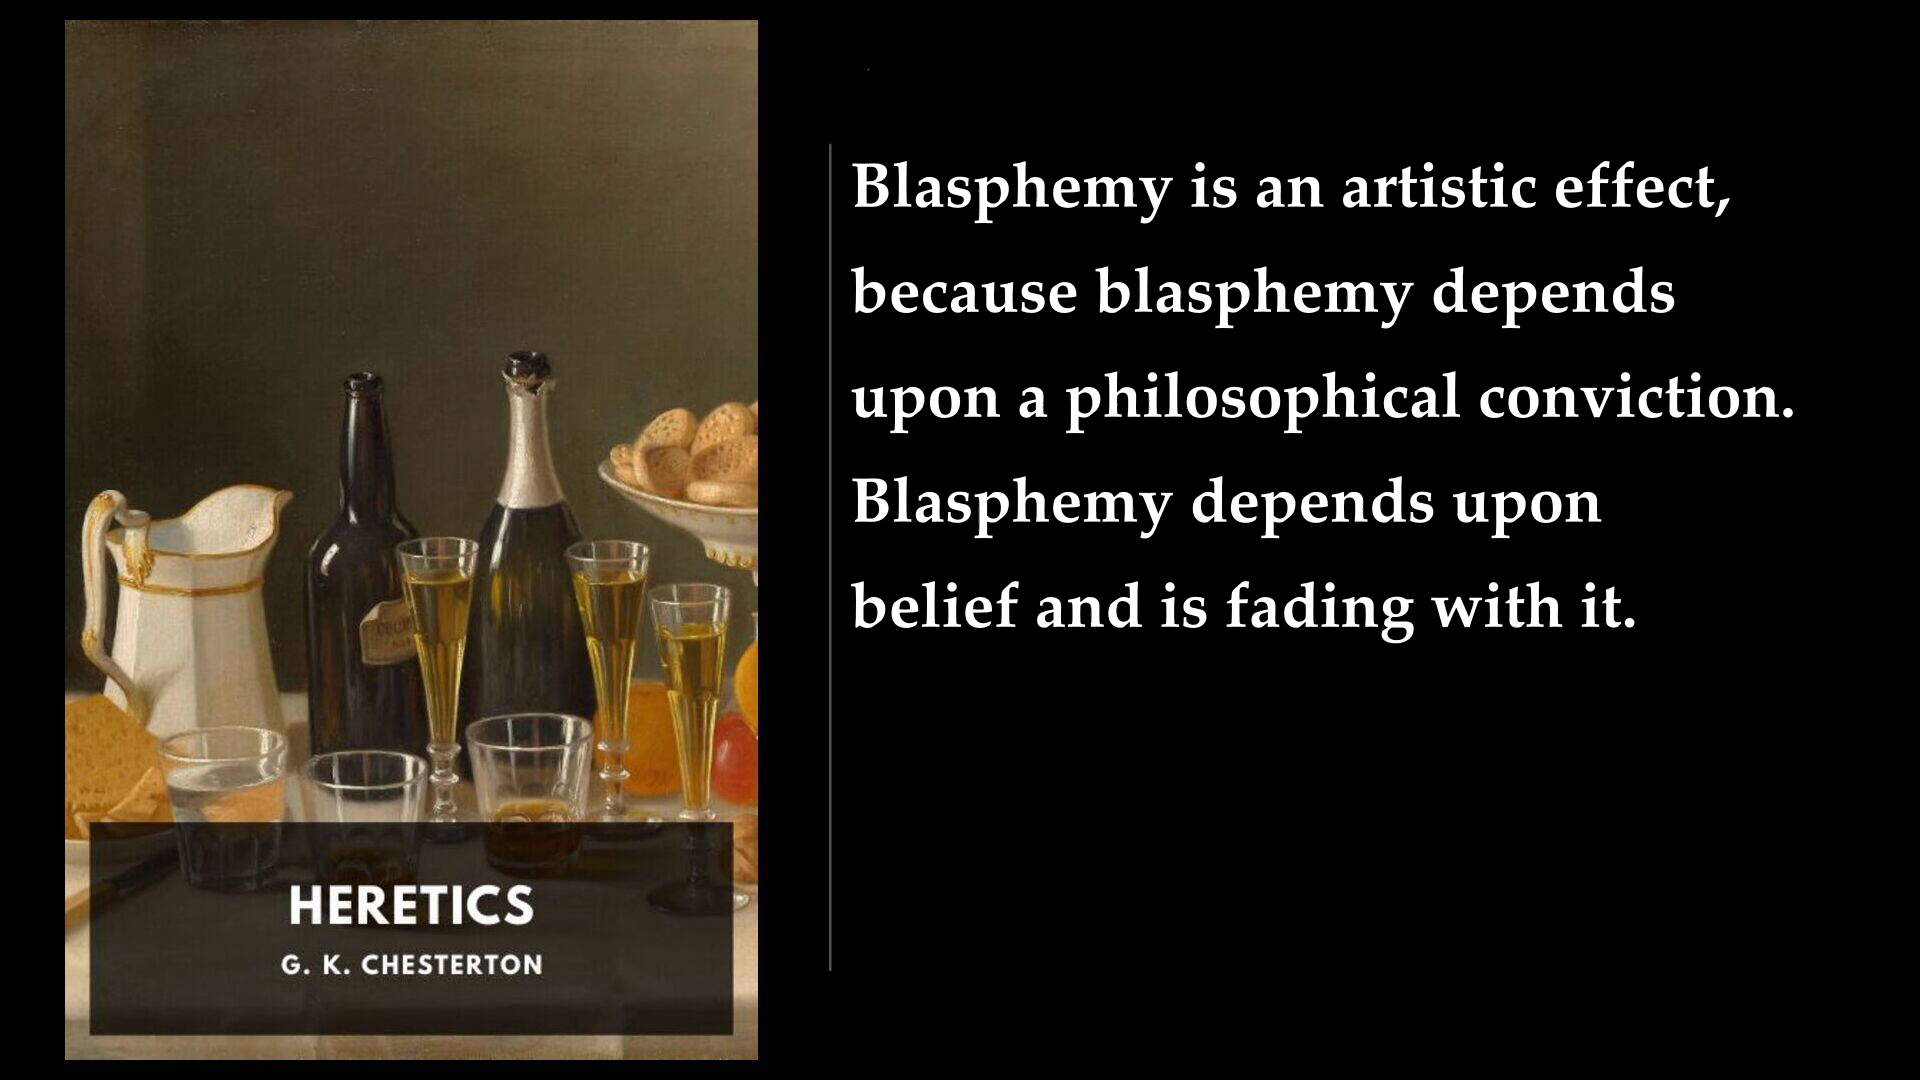 Blasphemy is an artistic effect,
because blasphemy depends
upon a philosophical conviction.
Blasphemy depends upon
belief and is fading with it.
HERETICS
G. K. CHESTERTON